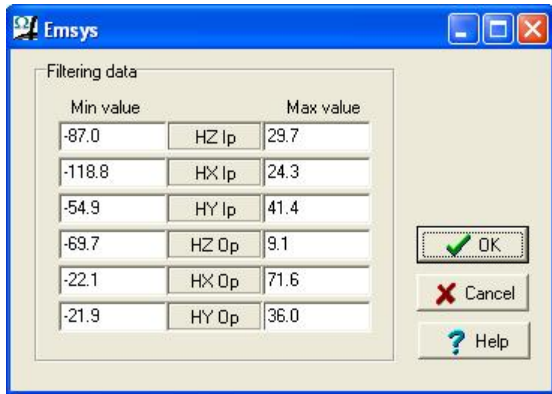 Emsys
Filtering data
Min value Max value
-87.0 HZ Ip 29.7
-118.8 HX Ip 24.3
-54.9 HY Ip 41.4
-69.7 HZ Op 9.1
OK
-22.1 HX Op 71.6
Cancel
-21.9 HY Op 36.0
Help